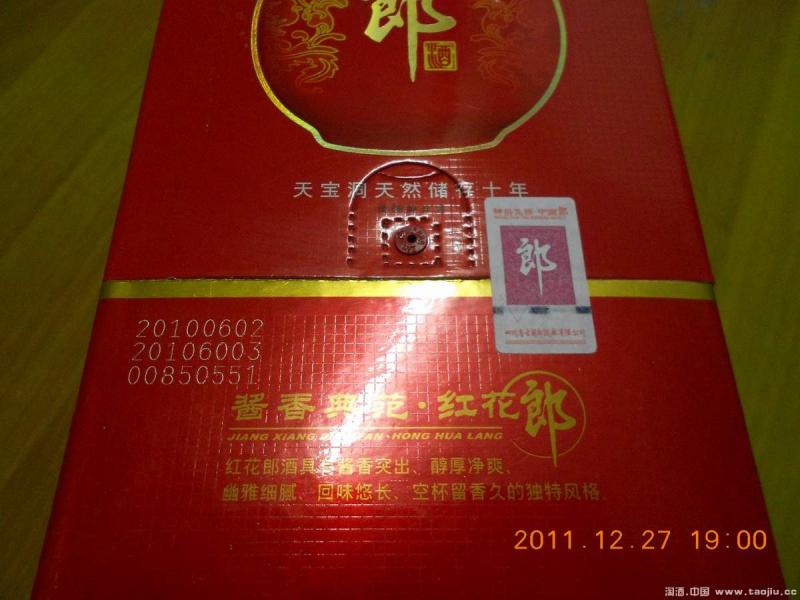 郎
酒
天宝洞天然储存十年
郎
20100602
20106003
00850551
酱香典范·红花郎
JIANG XIANG DIAN FAN·HONG HUA LANG
红花郎酒具有酱香突出、醇厚净爽、
幽雅细腻、回味悠长、空杯留香久的独特风格。
2011.12.27 19:00
淘酒.中国 www.taojiu.cc